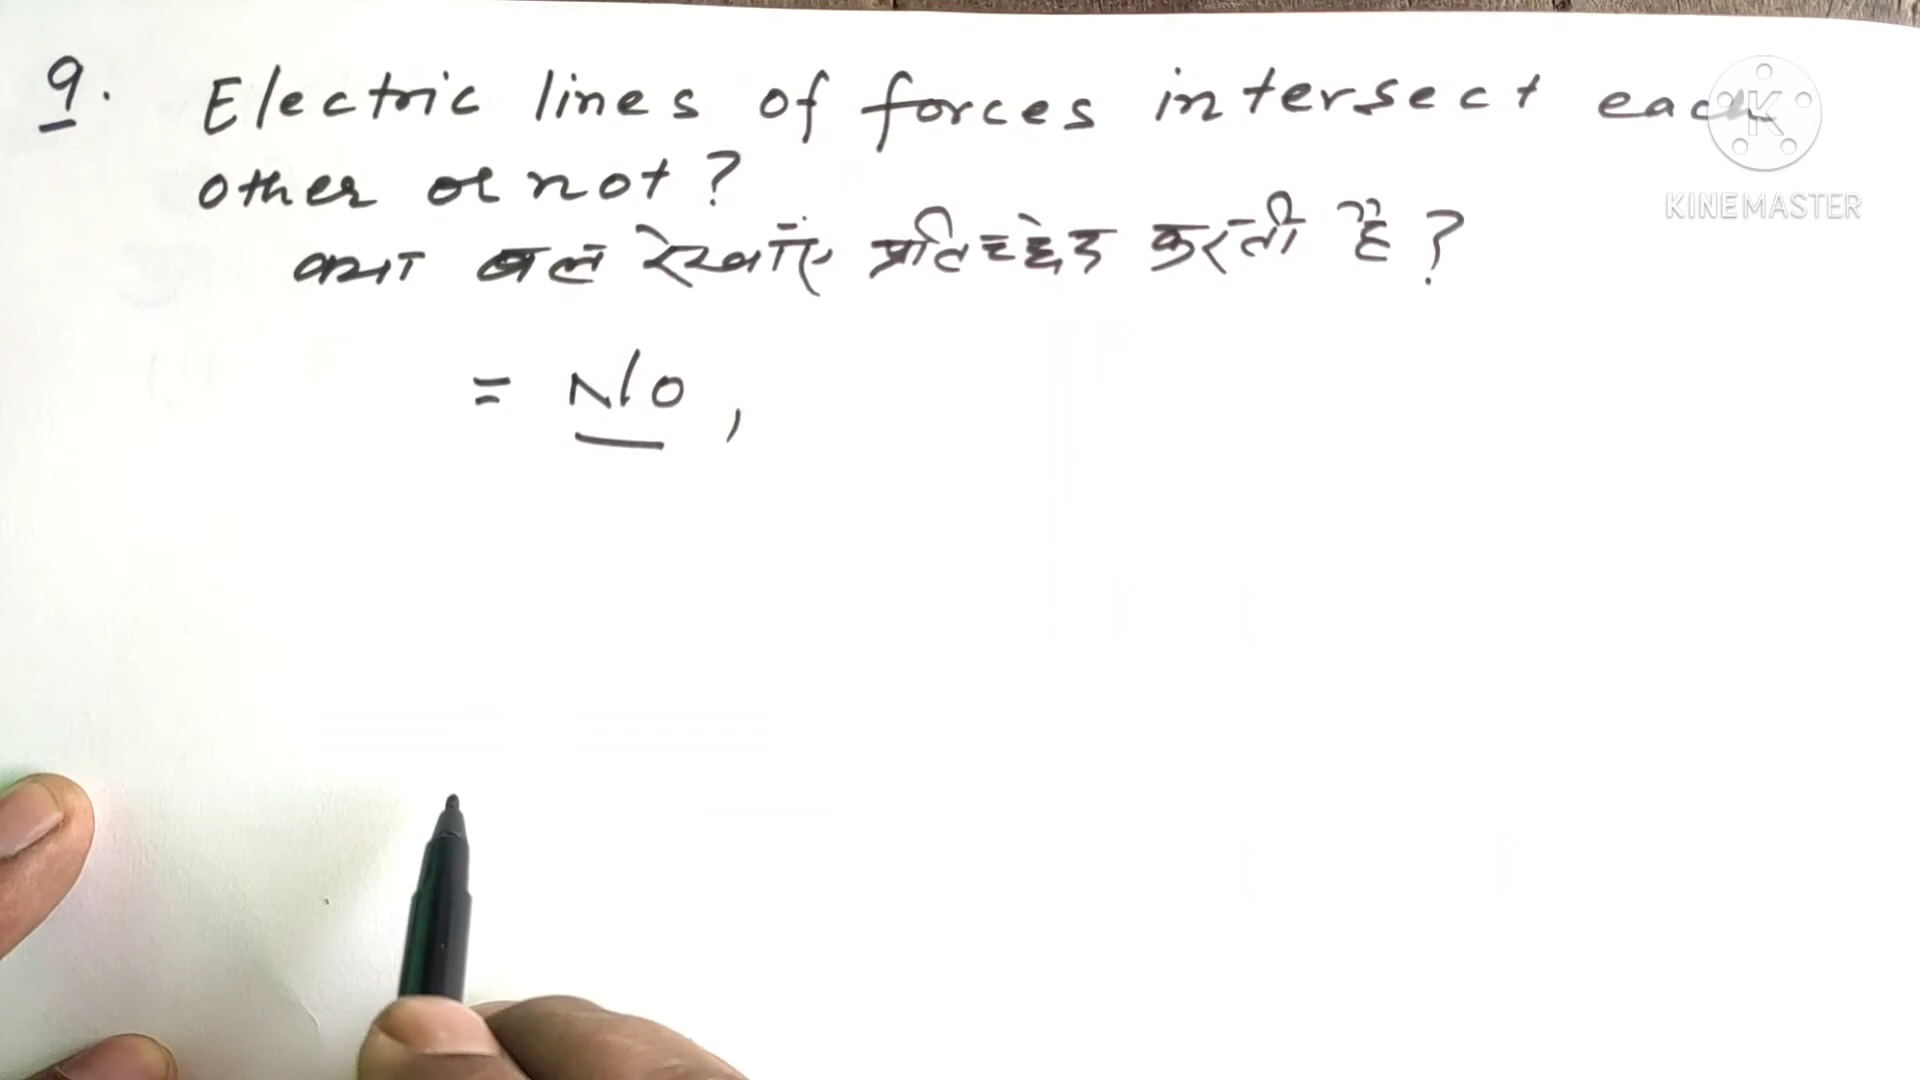 9. Electric lines of forces intersect each
other or not?
क्या बल रेखाएं प्रतिच्छेद करती हैं?
= No,
KINEMASTER